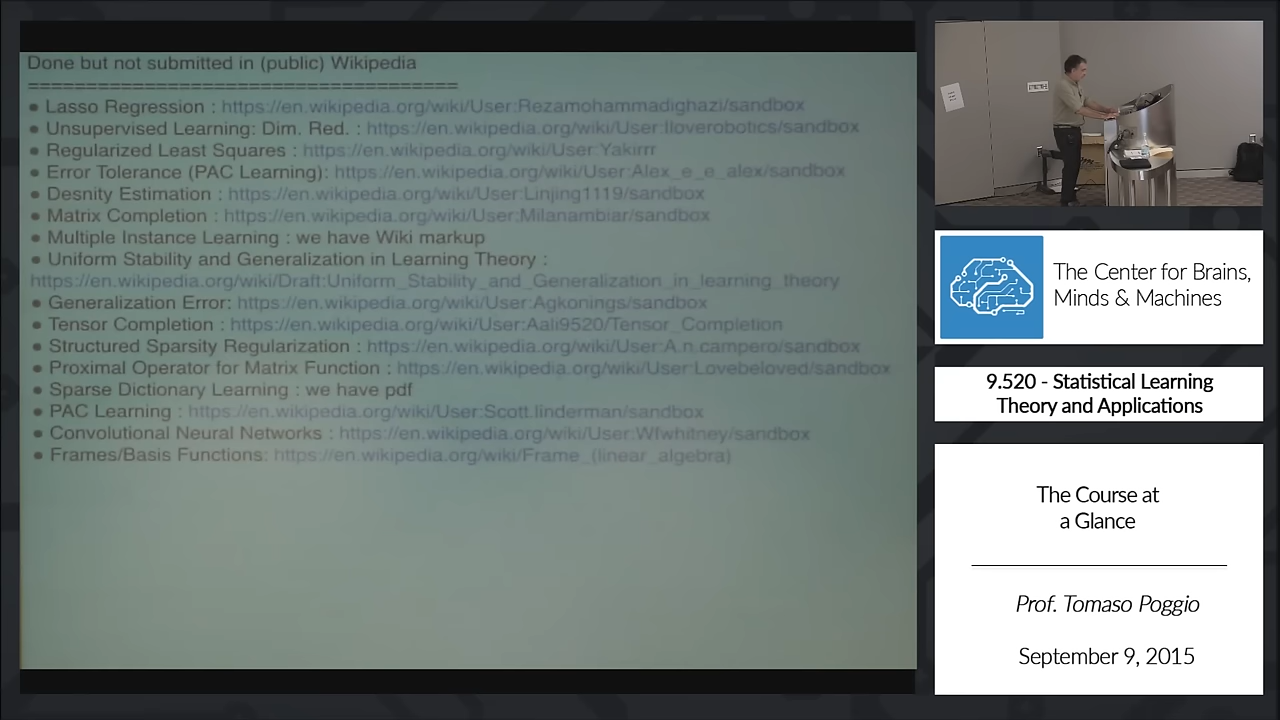 Done but not submitted in (public) Wikipedia
===================================
• Lasso Regression : https://en.wikipedia.org/wiki/User:Rezamohammadighazi/sandbox
• Unsupervised Learning: Dim. Red. : https://en.wikipedia.org/wiki/User:Iloverobotics/sandbox
• Regularized Least Squares : https://en.wikipedia.org/wiki/User:Yakirrr
• Error Tolerance (PAC Learning): https://en.wikipedia.org/wiki/User:Alex_e_e_alex/sandbox
• Desnity Estimation : https://en.wikipedia.org/wiki/User:Linjing1119/sandbox
• Matrix Completion : https://en.wikipedia.org/wiki/User:Milanambiar/sandbox
• Multiple Instance Learning : we have Wiki markup
• Uniform Stability and Generalization in Learning Theory :
https://en.wikipedia.org/wiki/Draft:Uniform_Stability_and_Generalization_in_learning_theory
• Generalization Error: https://en.wikipedia.org/wiki/User:Agkonings/sandbox
• Tensor Completion : https://en.wikipedia.org/wiki/User:Aali9520/Tensor_Completion
• Structured Sparsity Regularization : https://en.wikipedia.org/wiki/User:A.n.campero/sandbox
• Proximal Operator for Matrix Function : https://en.wikipedia.org/wiki/User:Lovebeloved/sandbox
• Sparse Dictionary Learning : we have pdf
• PAC Learning : https://en.wikipedia.org/wiki/User:Scott.linderman/sandbox
• Convolutional Neural Networks : https://en.wikipedia.org/wiki/User:Wfwhitney/sandbox
• Frames/Basis Functions: https://en.wikipedia.org/wiki/Frame_(linear_algebra)
The Center for Brains,
Minds & Machines
9.520 - Statistical Learning
Theory and Applications
The Course at
a Glance
Prof. Tomaso Poggio
September 9, 2015